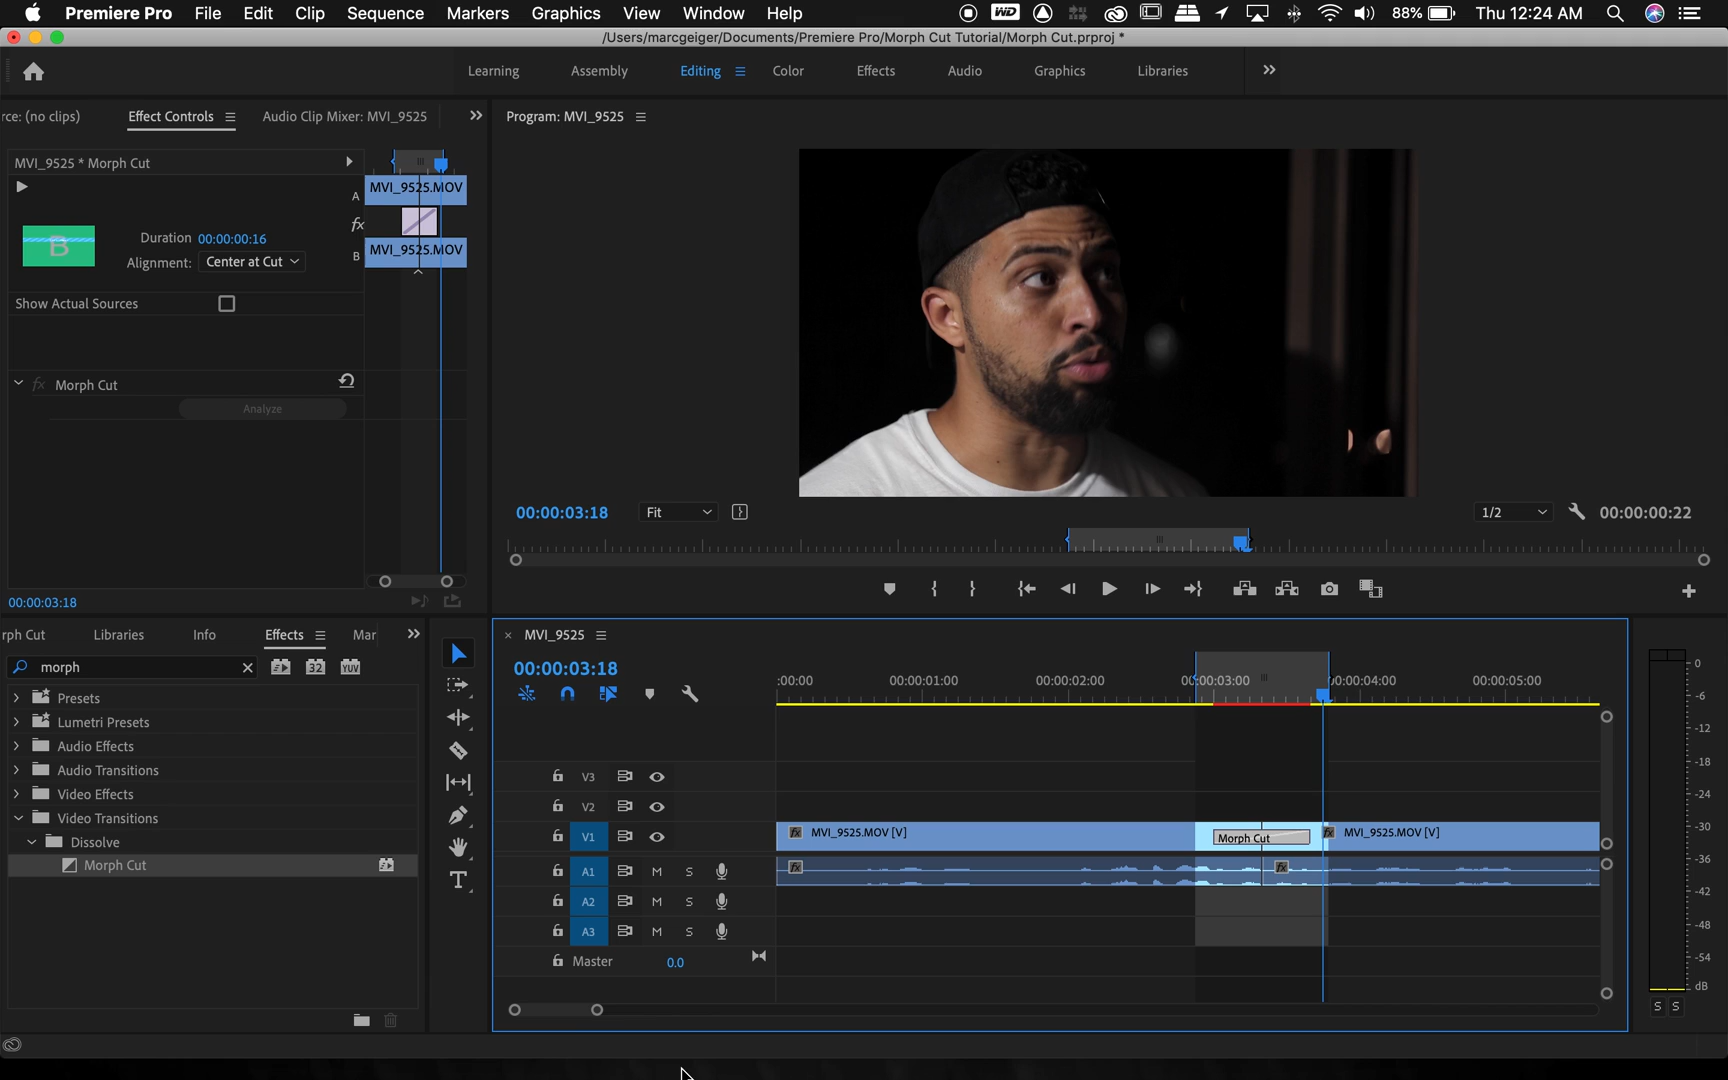 Premiere Pro File Edit Clip Sequence Markers Graphics View Window Help WD 88% Thu 12:24 AM
/Users/marcgeiger/Documents/Premiere Pro/Morph Cut Tutorial/Morph Cut.prproj *
Learning Assembly Editing Color Effects Audio Graphics Libraries
rce: (no clips) Effect Controls Audio Clip Mixer: MVI_9525
Program: MVI_9525
MVI_9525 * Morph Cut
A MVI_9525.MOV
fx
B MVI_9525.MOV
B
Duration 00:00:00:16
Alignment: Center at Cut
Show Actual Sources
fx Morph Cut
Analyze
00:00:03:18
00:00:03:18 Fit 1/2 00:00:00:22
rph Cut Libraries Info Effects Mar
morph 32 YUV
Presets
Lumetri Presets
Audio Effects
Audio Transitions
Video Effects
Video Transitions
Dissolve
Morph Cut
T
× MVI_9525
00:00:03:18
:00:00 00:00:01:00 00:00:02:00 00:00:03:00 00:00:04:00 00:00:05:00
V3
V2
V1 fx MVI_9525.MOV [V] Morph Cut fx MVI_9525.MOV [V]
A1 M S fx fx
A2 M S
A3 M S
Master 0.0
0
-6
-12
-18
-24
-30
-36
-42
-48
-54
dB
S S